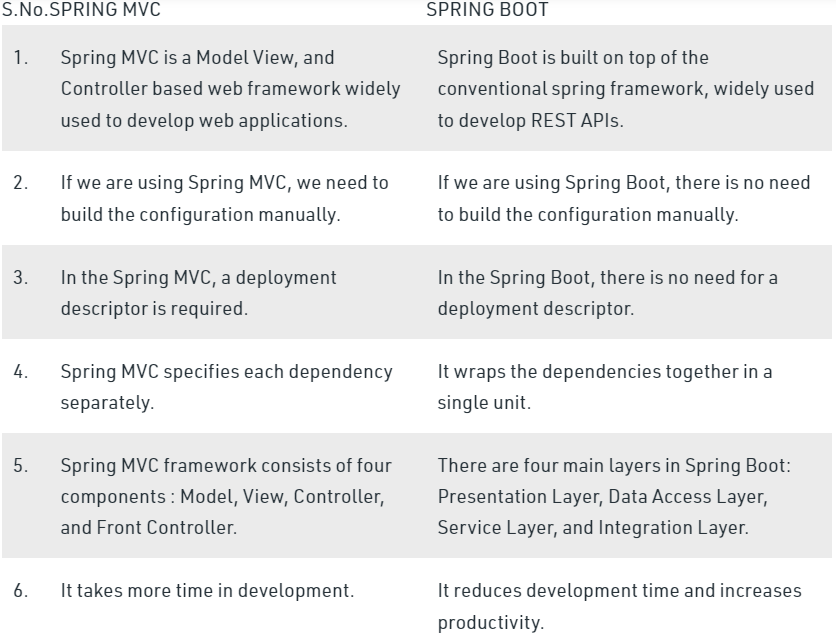 S.No.SPRING MVC SPRING BOOT
1. Spring MVC is a Model View, and Spring Boot is built on top of the
Controller based web framework widely conventional spring framework, widely used
used to develop web applications. to develop REST APIs.
2. If we are using Spring MVC, we need to If we are using Spring Boot, there is no need
build the configuration manually. to build the configuration manually.
3. In the Spring MVC, a deployment In the Spring Boot, there is no need for a
descriptor is required. deployment descriptor.
4. Spring MVC specifies each dependency It wraps the dependencies together in a
separately. single unit.
5. Spring MVC framework consists of four There are four main layers in Spring Boot:
components : Model, View, Controller, Presentation Layer, Data Access Layer,
and Front Controller. Service Layer, and Integration Layer.
6. It takes more time in development. It reduces development time and increases
productivity.